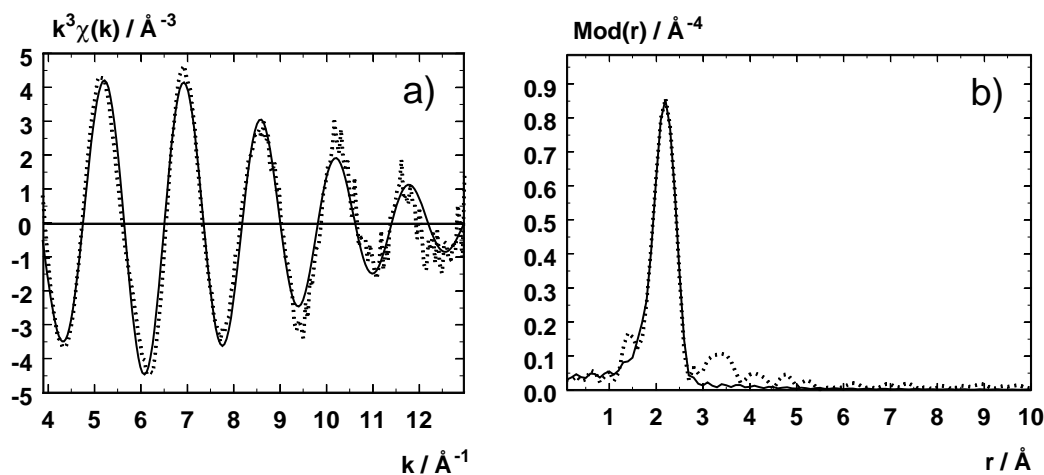 k³χ(k) / Å⁻³
a)
5
4
3
2
1
0
-1
-2
-3
-4
-5
4 5 6 7 8 9 10 11 12
k / Å⁻¹
Mod(r) / Å⁻⁴
b)
0.9
0.8
0.7
0.6
0.5
0.4
0.3
0.2
0.1
0.0
1 2 3 4 5 6 7 8 9 10
r / Å